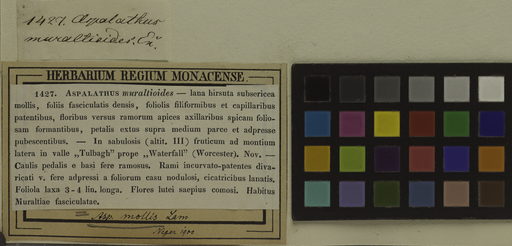 1427. Aspalathus
muraltioides. En.
HERBARIUM REGIUM MONACENSE.
1427. ASPALATHUS muraltioides — lana hirsuta subsericea
mollis, foliis fasciculatis densis, foliolis filiformibus et capillaribus
patentibus, floribus versus ramorum apices axillaribus spicam folio-
sam formantibus, petalis extus supra medium parce et adpresse
pubescentibus. — In sabulosis (altit. III) fruticum ad montium
latera in valle „Tulbagh” prope „Waterfall” (Worcester). Nov. —
Caulis pedalis e basi fere ramosus. Rami incurvato-patentes diva-
ricati v. fere adpressi a foliorum casu nodulosi, cicatricibus lanatis.
Foliola laxa 3-4 lin. longa. Flores lutei saepius comosi. Habitus
Muraltiae fasciculatae.
Asp. mollis Lam